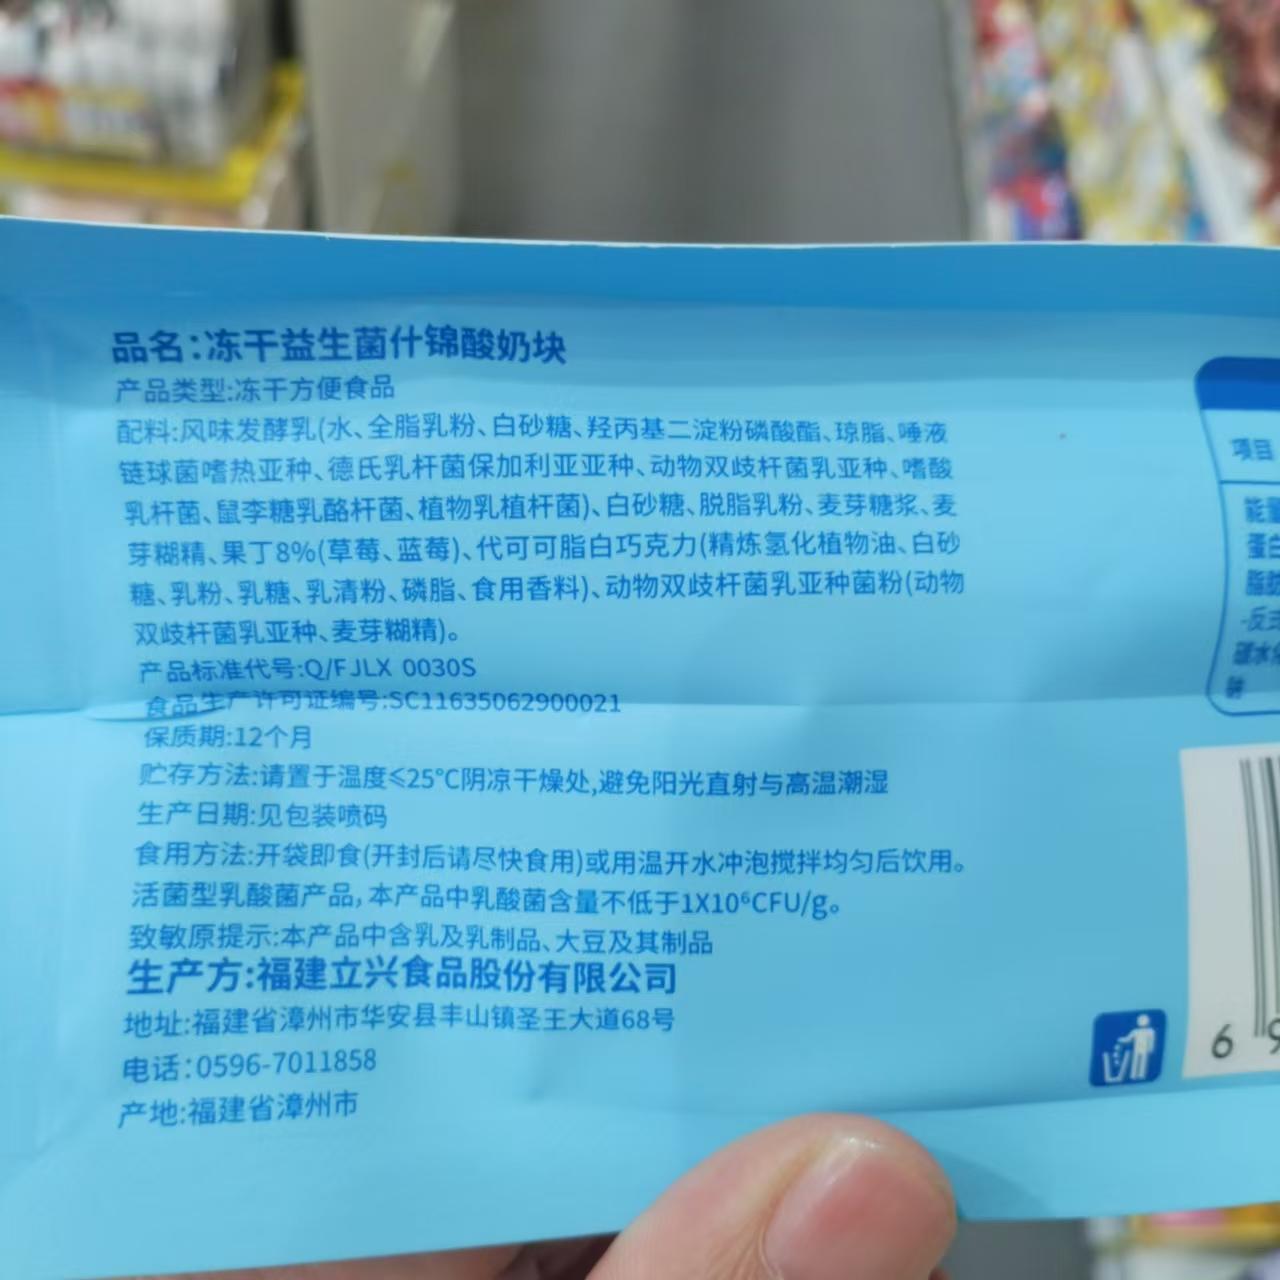 品名:冻干益生菌什锦酸奶块
产品类型:冻干方便食品
配料:风味发酵乳(水、全脂乳粉、白砂糖、羟丙基二淀粉磷酸酯、琼脂、唾液
链球菌嗜热亚种、德氏乳杆菌保加利亚亚种、动物双歧杆菌乳亚种、嗜酸
乳杆菌、鼠李糖乳酪杆菌、植物乳植杆菌)、白砂糖、脱脂乳粉、麦芽糖浆、麦
芽糊精、果丁8%(草莓、蓝莓)、代可可脂白巧克力(精炼氢化植物油、白砂
糖、乳粉、乳糖、乳清粉、磷脂、食用香料)、动物双歧杆菌乳亚种菌粉(动物
双歧杆菌乳亚种、麦芽糊精)。
产品标准代号:Q/FJLX 0030S
食品生产许可证编号:SC11635062900021
保质期:12个月
贮存方法:请置于温度≤25°C阴凉干燥处,避免阳光直射与高温潮湿
生产日期:见包装喷码
食用方法:开袋即食(开封后请尽快食用)或用温开水冲泡搅拌均匀后饮用。
活菌型乳酸菌产品,本产品中乳酸菌含量不低于1X10⁶CFU/g。
致敏原提示:本产品中含乳及乳制品、大豆及其制品
生产方:福建立兴食品股份有限公司
地址:福建省漳州市华安县丰山镇圣王大道68号
电话:0596-7011858
产地:福建省漳州市
项目
能量
蛋白
脂肪
6 9